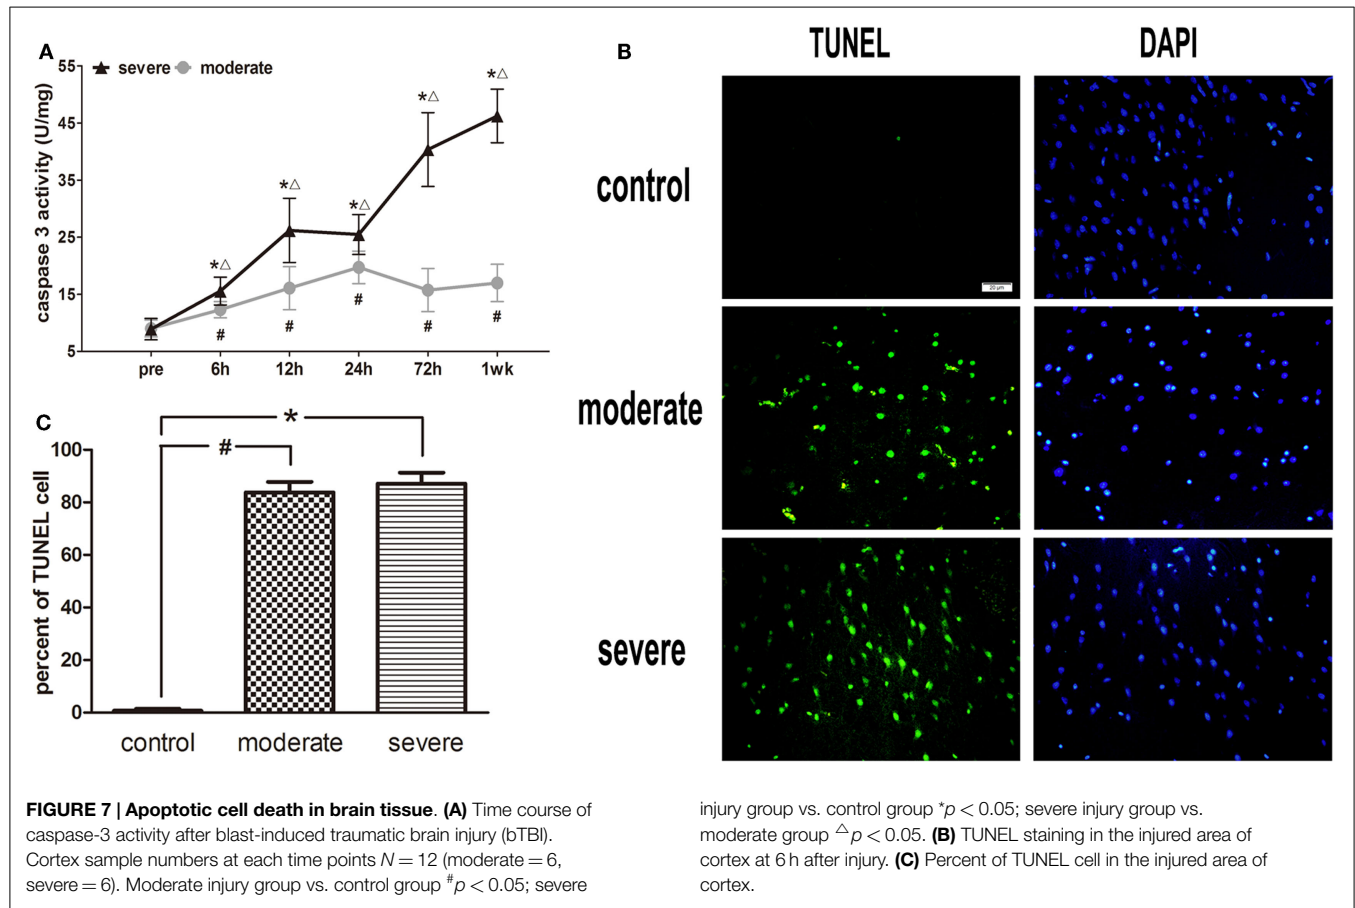 A
B
TUNEL
DAPI
55
severe
moderate
*△
*△
*△
*△
*△
45
35
25
15
5
caspase 3 activity (U/mg)
#
#
#
#
#
pre
6h
12h
24h
72h
1wk
control
20 μm
moderate
severe
C
*
#
100
80
60
40
20
0
percent of TUNEL cell
control
moderate
severe
FIGURE 7 | Apoptotic cell death in brain tissue. (A) Time course of
caspase-3 activity after blast-induced traumatic brain injury (bTBI).
Cortex sample numbers at each time points N = 12 (moderate = 6,
severe = 6). Moderate injury group vs. control group #p < 0.05; severe
injury group vs. control group *p < 0.05; severe injury group vs.
moderate group △p < 0.05. (B) TUNEL staining in the injured area of
cortex at 6 h after injury. (C) Percent of TUNEL cell in the injured area of
cortex.